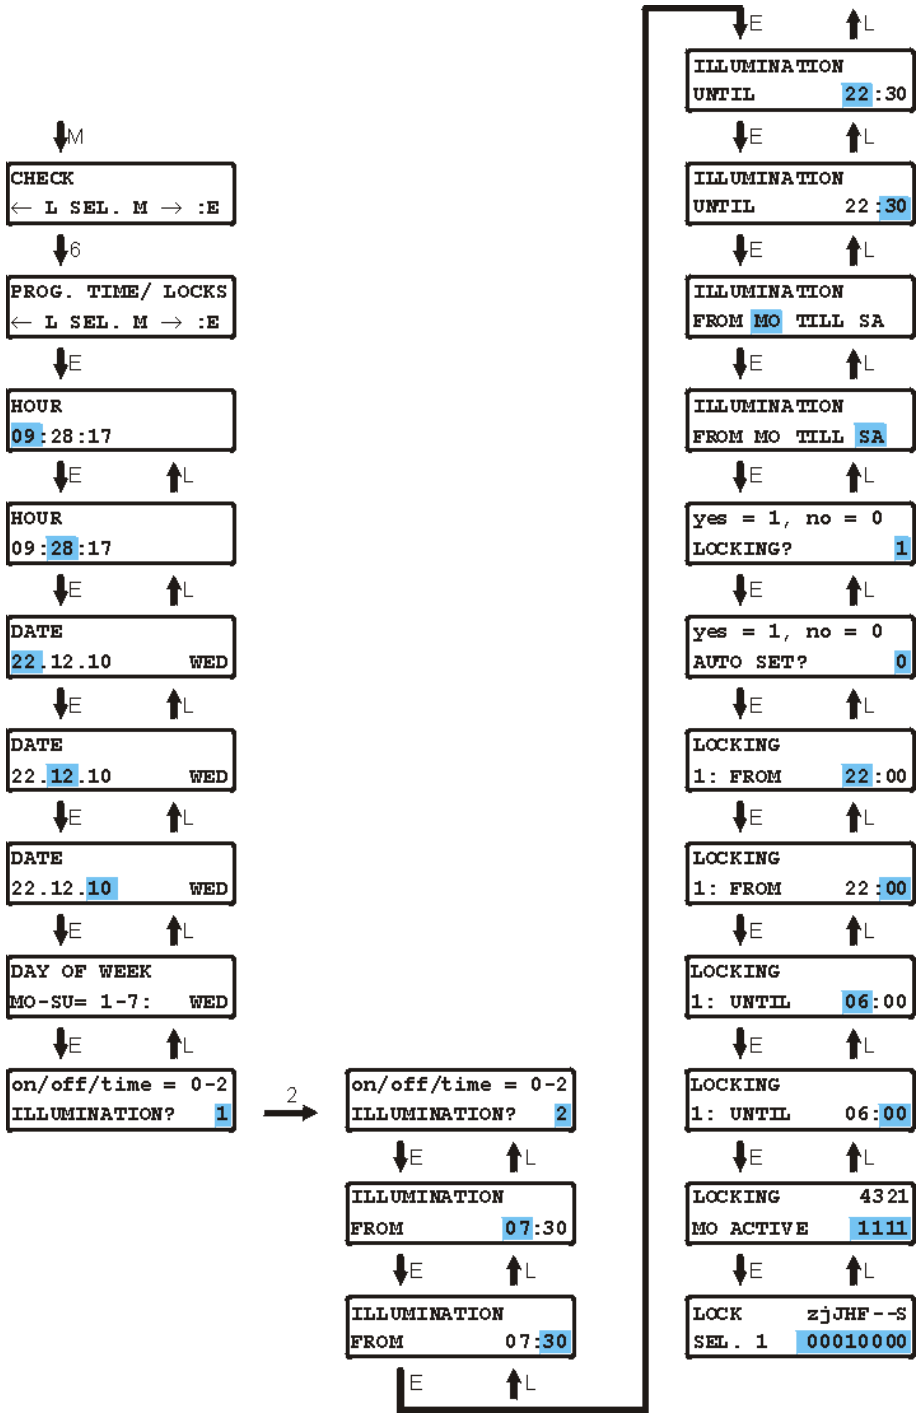 M
CHECK
← L SEL. M → :E
6
PROG. TIME/ LOCKS
← L SEL. M → :E
E
HOUR
09:28:17
E L
HOUR
09:28:17
E L
DATE
22.12.10 WED
E L
DATE
22.12.10 WED
E L
DATE
22.12.10 WED
E L
DAY OF WEEK
MO-SU= 1-7: WED
E L
on/off/time = 0-2
ILLUMINATION? 1
2
on/off/time = 0-2
ILLUMINATION? 2
E L
ILLUMINATION
FROM 07:30
E L
ILLUMINATION
FROM 07:30
E L
E L
ILLUMINATION
UNTIL 22:30
E L
ILLUMINATION
UNTIL 22:30
E L
ILLUMINATION
FROM MO TILL SA
E L
ILLUMINATION
FROM MO TILL SA
E L
yes = 1, no = 0
LOCKING? 1
E L
yes = 1, no = 0
AUTO SET? 0
E L
LOCKING
1: FROM 22:00
E L
LOCKING
1: FROM 22:00
E L
LOCKING
1: UNTIL 06:00
E L
LOCKING
1: UNTIL 06:00
E L
LOCKING 4321
MO ACTIVE 1111
E L
LOCK zjJHF--S
SEL. 1 00010000